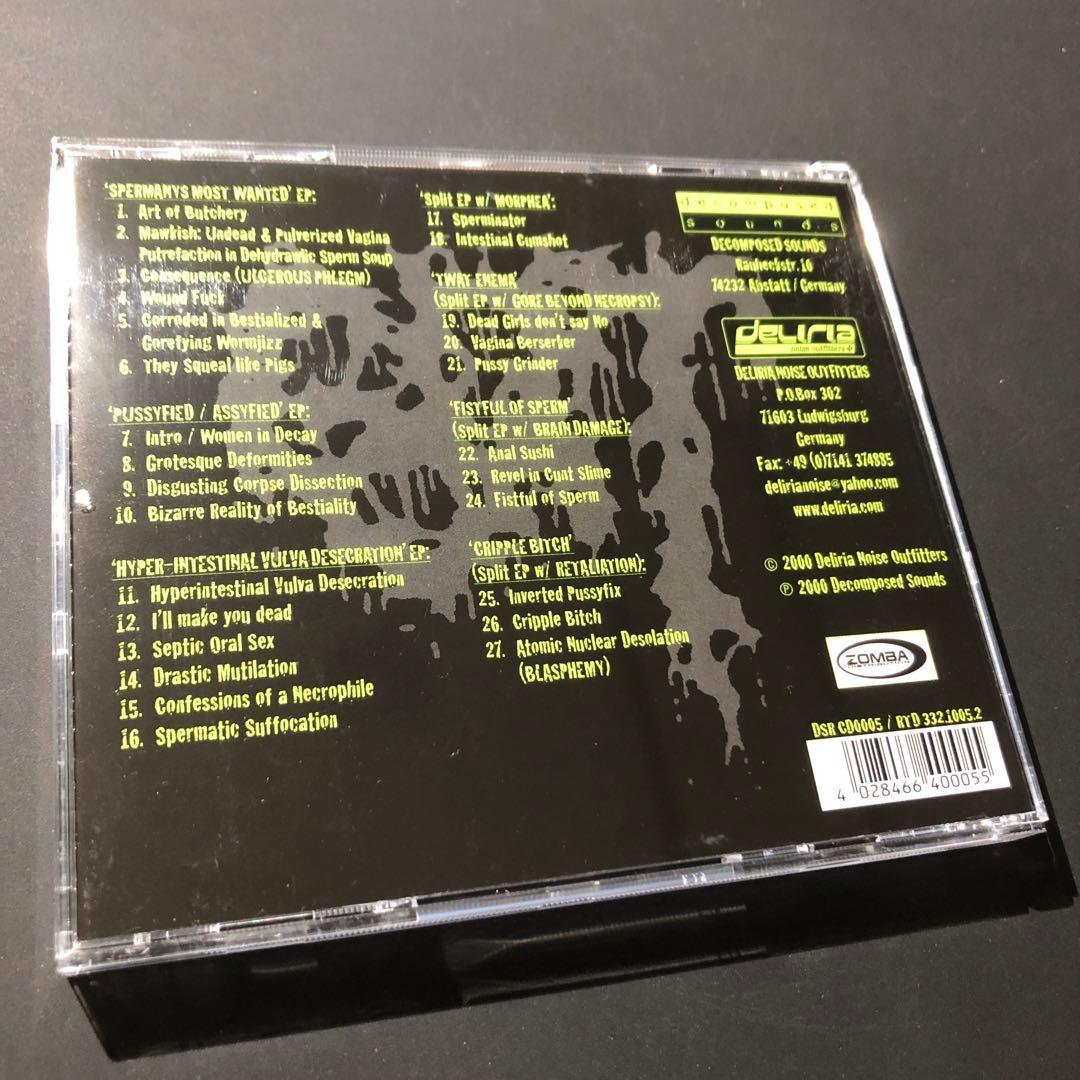 'SPERMANYS MOST WANTED' EP:
1. Art of Butchery
2. Mawkish: Undead & Pulverized Vagina
Putrefaction in Dehydrawlic Sperm Soup
3. Consequence (ULCEROUS PHLEGM)
4. Wound Fuck
5. Corroded in Bestialized &
Gorefying Wormjizz
6. They Squeal like Pigs
'PUSSYFIED / ASSYFIED' EP:
7. Intro / Women in Decay
8. Grotesque Deformities
9. Disgusting Corpse Dissection
10. Bizarre Reality of Bestiality
'HYPER-INTESTINAL VULVA DESECRATION' EP:
11. Hyperintestinal Vulva Desecration
12. I'll make you dead
13. Septic Oral Sex
14. Drastic Mutilation
15. Confessions of a Necrophile
16. Spermatic Suffocation
'Split EP w/ MORPHEA':
17. Sperminator
18. Intestinal Cumshot
'TWAT ENEMA'
(Split EP w/ GORE BEYOND NECROPSY):
19. Dead Girls don't say No
20. Vagina Berserker
21. Pussy Grinder
'FISTFUL OF SPERM'
(Split EP w/ BRAIN DAMAGE):
22. Anal Sushi
23. Revel in Cunt Slime
24. Fistful of Sperm
'CRIPPLE BITCH'
(Split EP w/ RETALIATION):
25. Inverted Pussyfix
26. Cripple Bitch
27. Atomic Nuclear Desolation
(BLASPHEMY)
decomposed
sounds
DECOMPOSED SOUNDS
Rauheckstr.16
74232 Abstatt / Germany
deliria
noise outfitters
DELIRIA NOISE OUTFITTERS
P.O.Box 302
71603 Ludwigsburg
Germany
Fax: +49 (0)7141 374885
delirianoise@yahoo.com
www.deliria.com
© 2000 Deliria Noise Outfitters
℗ 2000 Decomposed Sounds
ZOMBA
DISTRIBUTION
DSR CD0005 / RYD 332.1005.2
4 028466 400055